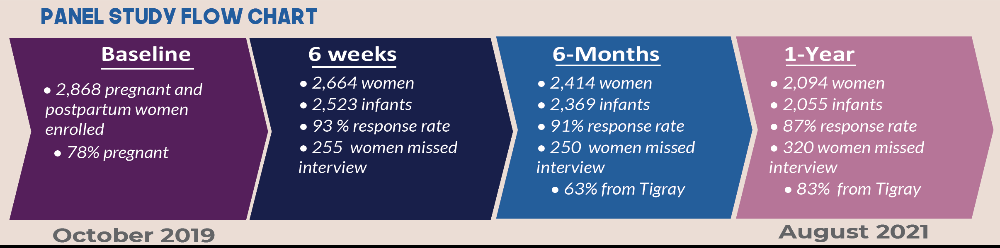 PANEL STUDY FLOW CHART
Baseline
• 2,868 pregnant and
postpartum women
enrolled
• 78% pregnant
6 weeks
• 2,664 women
• 2,523 infants
• 93 % response rate
• 255 women missed
interview
6-Months
• 2,414 women
• 2,369 infants
• 91% response rate
• 250 women missed
interview
• 63% from Tigray
1-Year
• 2,094 women
• 2,055 infants
• 87% response rate
• 320 women missed
interview
• 83% from Tigray
October 2019
August 2021